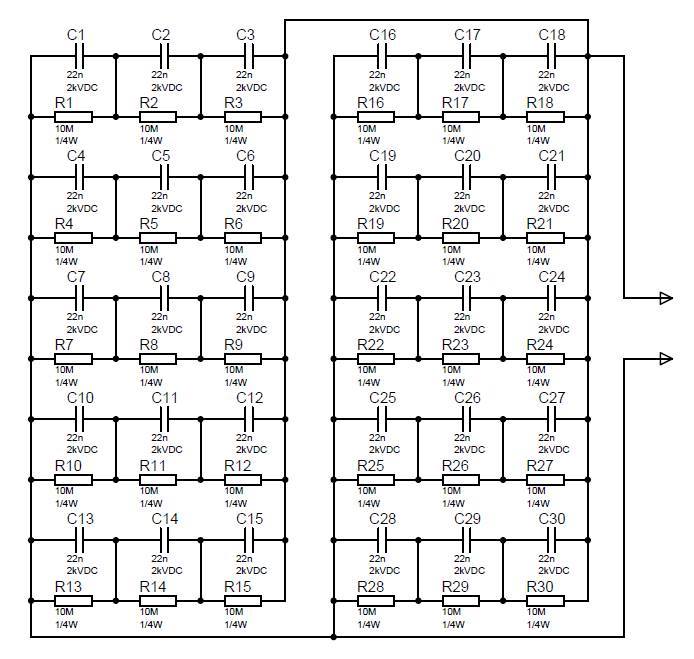 C1 C2 C3 C16 C17 C18
22n 22n 22n 22n 22n 22n
2kVDC 2kVDC 2kVDC 2kVDC 2kVDC 2kVDC
R1 R2 R3 R16 R17 R18
10M 10M 10M 10M 10M 10M
1/4W 1/4W 1/4W 1/4W 1/4W 1/4W
C4 C5 C6 C19 C20 C21
22n 22n 22n 22n 22n 22n
2kVDC 2kVDC 2kVDC 2kVDC 2kVDC 2kVDC
R4 R5 R6 R19 R20 R21
10M 10M 10M 10M 10M 10M
1/4W 1/4W 1/4W 1/4W 1/4W 1/4W
C7 C8 C9 C22 C23 C24
22n 22n 22n 22n 22n 22n
2kVDC 2kVDC 2kVDC 2kVDC 2kVDC 2kVDC
R7 R8 R9 R22 R23 R24
10M 10M 10M 10M 10M 10M
1/4W 1/4W 1/4W 1/4W 1/4W 1/4W
C10 C11 C12 C25 C26 C27
22n 22n 22n 22n 22n 22n
2kVDC 2kVDC 2kVDC 2kVDC 2kVDC 2kVDC
R10 R11 R12 R25 R26 R27
10M 10M 10M 10M 10M 10M
1/4W 1/4W 1/4W 1/4W 1/4W 1/4W
C13 C14 C15 C28 C29 C30
22n 22n 22n 22n 22n 22n
2kVDC 2kVDC 2kVDC 2kVDC 2kVDC 2kVDC
R13 R14 R15 R28 R29 R30
10M 10M 10M 10M 10M 10M
1/4W 1/4W 1/4W 1/4W 1/4W 1/4W